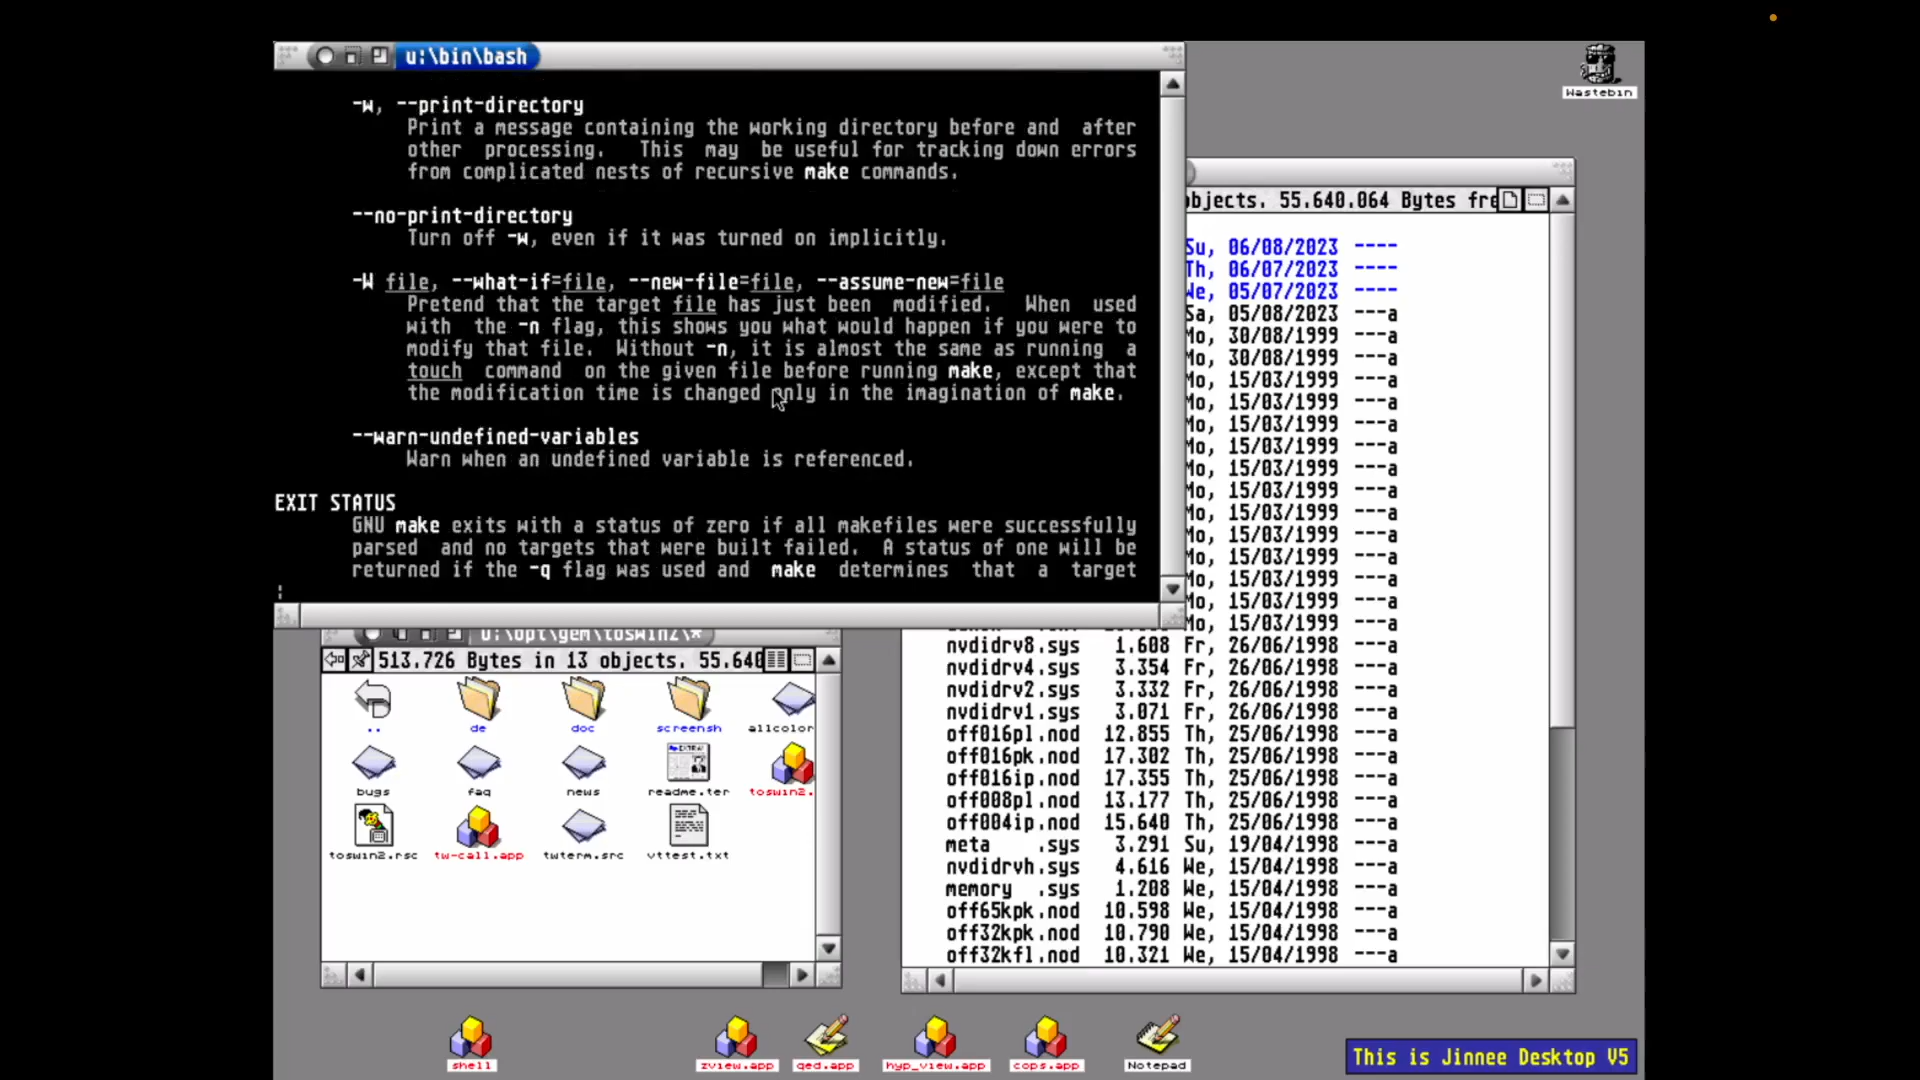 u:\bin\bash
-w, --print-directory
Print a message containing the working directory before and after
other processing. This may be useful for tracking down errors
from complicated nests of recursive make commands.
--no-print-directory
Turn off -w, even if it was turned on implicitly.
-W file, --what-if=file, --new-file=file, --assume-new=file
Pretend that the target file has just been modified. When used
with the -n flag, this shows you what would happen if you were to
modify that file. Without -n, it is almost the same as running a
touch command on the given file before running make, except that
the modification time is changed only in the imagination of make.
--warn-undefined-variables
Warn when an undefined variable is referenced.
EXIT STATUS
GNU make exits with a status of zero if all makefiles were successfully
parsed and no targets that were built failed. A status of one will be
returned if the -q flag was used and make determines that a target
:
Wastebin
objects. 55.640.064 Bytes fre
Su, 06/08/2023 ----
Th, 06/07/2023 ----
We, 05/07/2023 ----
Sa, 05/08/2023 ---a
Mo, 30/08/1999 ---a
Mo, 30/08/1999 ---a
Mo, 15/03/1999 ---a
Mo, 15/03/1999 ---a
Mo, 15/03/1999 ---a
Mo, 15/03/1999 ---a
Mo, 15/03/1999 ---a
Mo, 15/03/1999 ---a
Mo, 15/03/1999 ---a
Mo, 15/03/1999 ---a
Mo, 15/03/1999 ---a
Mo, 15/03/1999 ---a
Mo, 15/03/1999 ---a
Mo, 15/03/1999 ---a
nvdidrv8.sys 1.608 Fr, 26/06/1998 ---a
nvdidrv4.sys 3.354 Fr, 26/06/1998 ---a
nvdidrv2.sys 3.332 Fr, 26/06/1998 ---a
nvdidrv1.sys 3.071 Fr, 26/06/1998 ---a
off016pl.nod 12.855 Th, 25/06/1998 ---a
off016pk.nod 17.302 Th, 25/06/1998 ---a
off016ip.nod 17.355 Th, 25/06/1998 ---a
off008pl.nod 13.177 Th, 25/06/1998 ---a
off004ip.nod 15.640 Th, 25/06/1998 ---a
meta .sys 3.291 Su, 19/04/1998 ---a
nvdidrvh.sys 4.616 We, 15/04/1998 ---a
memory .sys 1.208 We, 15/04/1998 ---a
off65kpk.nod 10.598 We, 15/04/1998 ---a
off32kpk.nod 10.790 We, 15/04/1998 ---a
off32kfl.nod 10.321 We, 15/04/1998 ---a
u:\opt\gem\toswin2\*
513.726 Bytes in 13 objects. 55.640
.. de doc screensh allcolor
bugs faq news readme.ter toswin2.
toswin2.rsc tw-call.app twterm.src vttest.txt
shell zview.app qed.app hyp_view.app cops.app Notepad
This is Jinnee Desktop V5